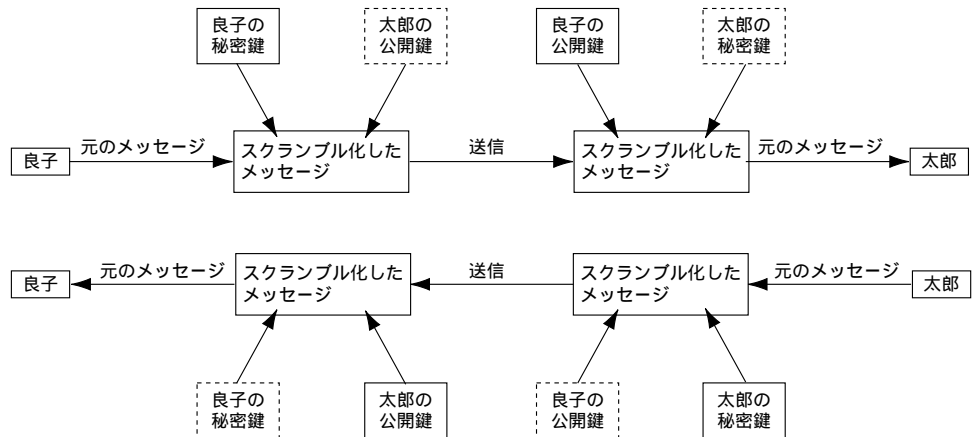 良子の
秘密鍵
太郎の
公開鍵
良子の
公開鍵
太郎の
秘密鍵
良子
元のメッセージ
スクランブル化した
メッセージ
送信
スクランブル化した
メッセージ
元のメッセージ
太郎
良子
元のメッセージ
スクランブル化した
メッセージ
送信
スクランブル化した
メッセージ
元のメッセージ
太郎
良子の
秘密鍵
太郎の
公開鍵
良子の
公開鍵
太郎の
秘密鍵